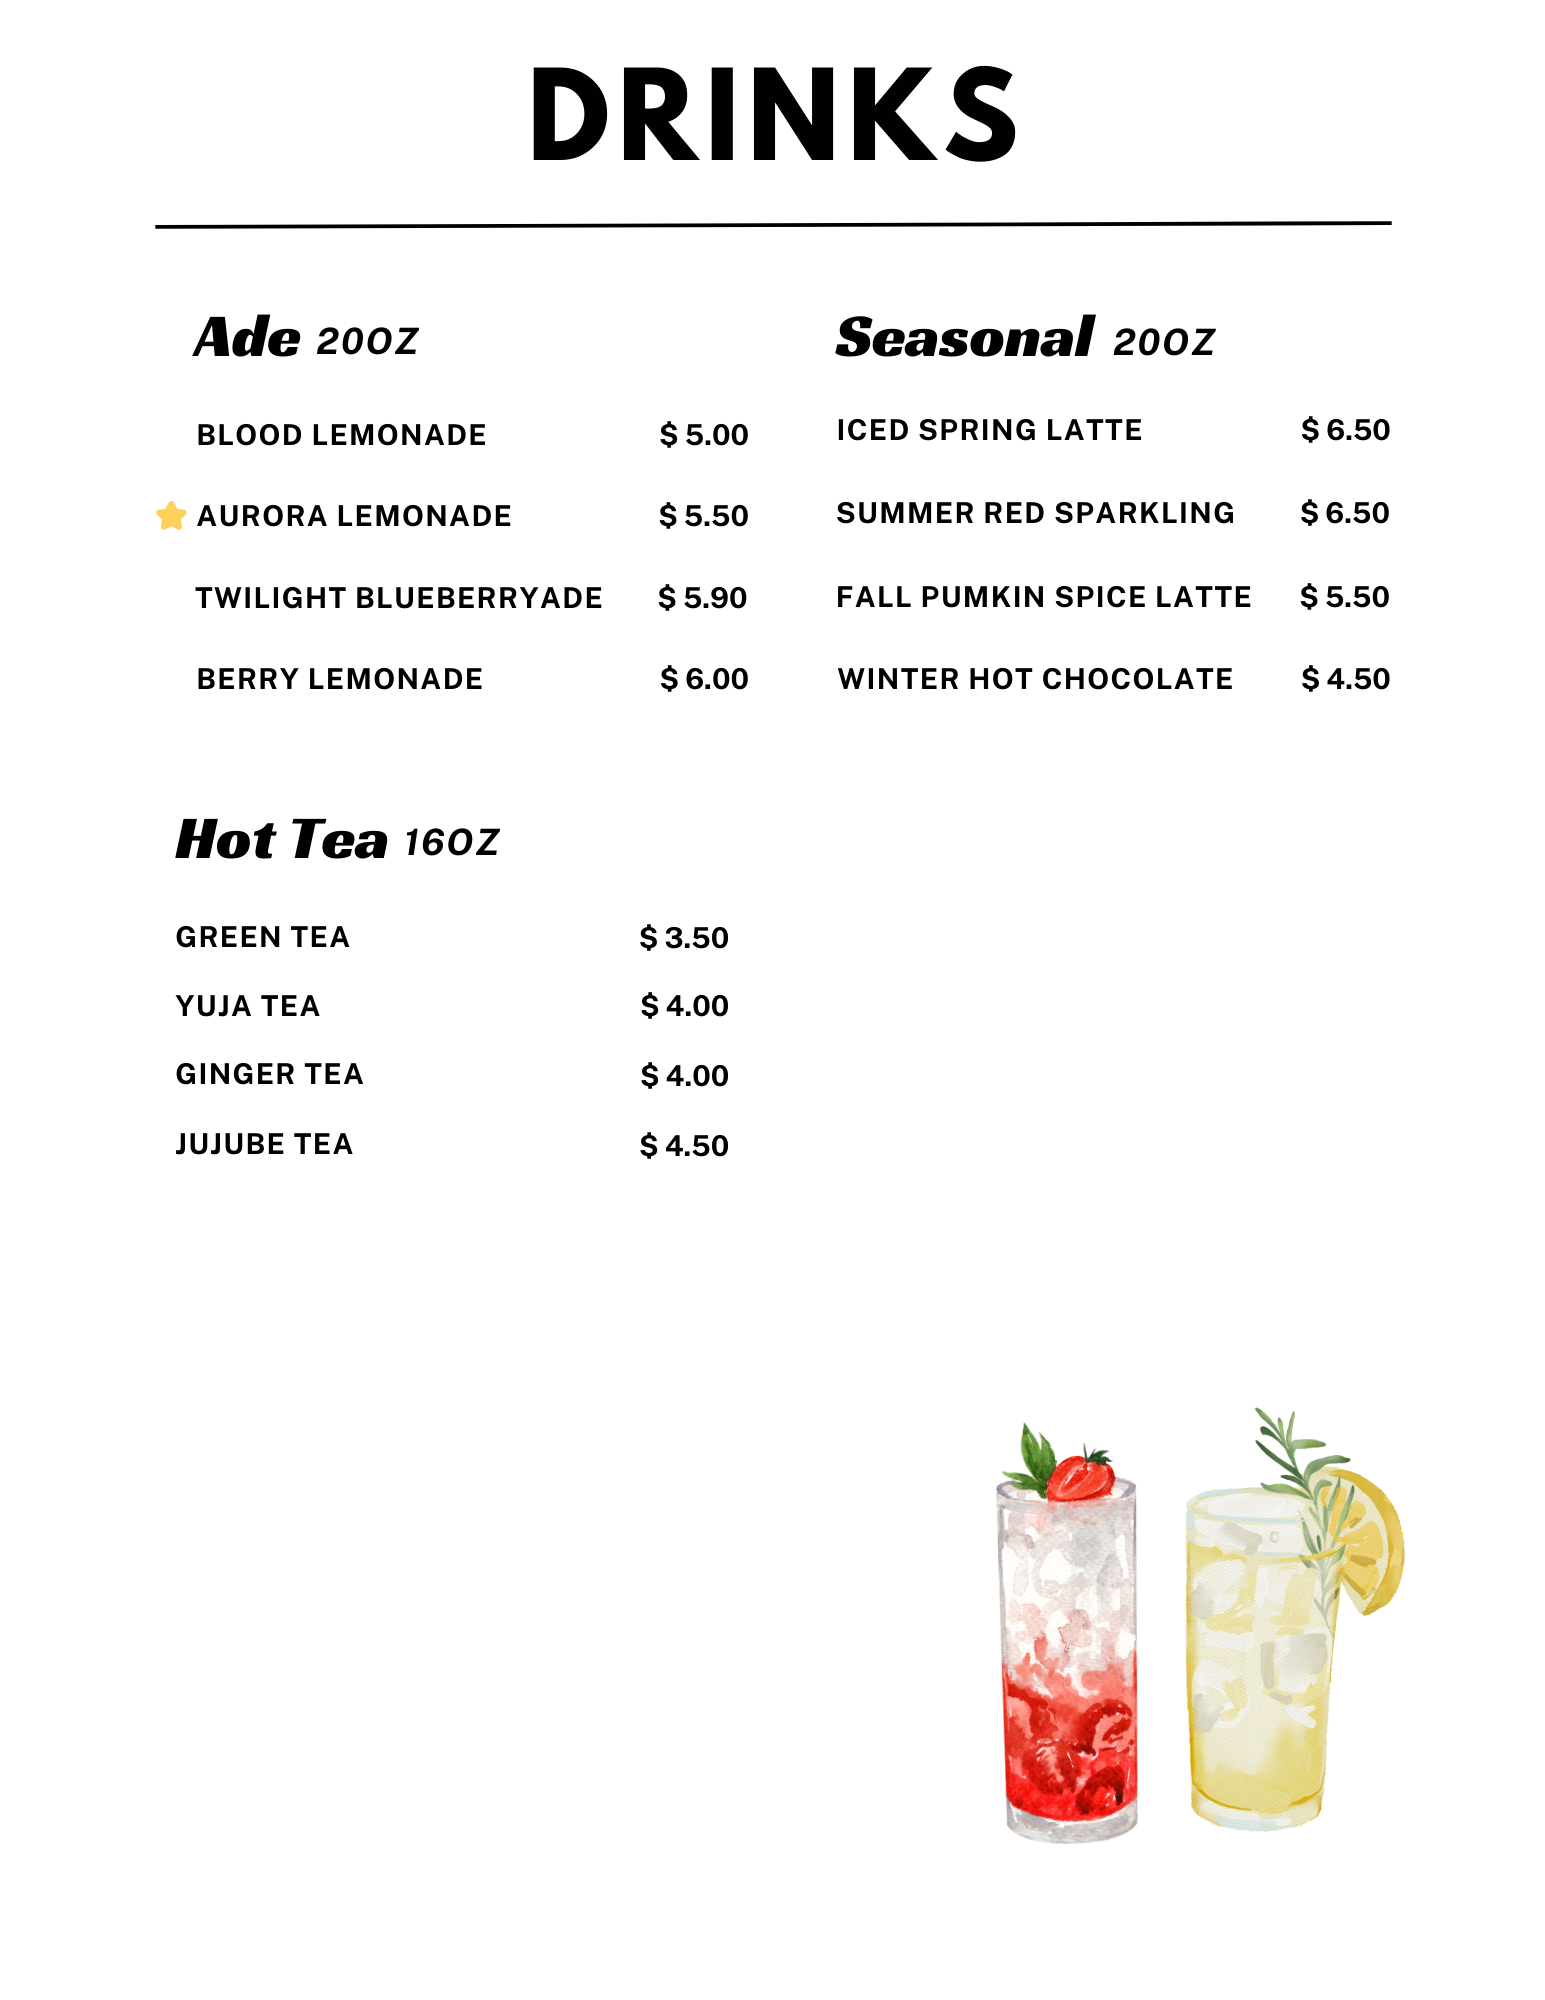 DRINKS
Ade 20OZ
BLOOD LEMONADE $ 5.00
AURORA LEMONADE $ 5.50
TWILIGHT BLUEBERRYADE $ 5.90
BERRY LEMONADE $ 6.00
Seasonal 20OZ
ICED SPRING LATTE $ 6.50
SUMMER RED SPARKLING $ 6.50
FALL PUMKIN SPICE LATTE $ 5.50
WINTER HOT CHOCOLATE $ 4.50
Hot Tea 16OZ
GREEN TEA $ 3.50
YUJA TEA $ 4.00
GINGER TEA $ 4.00
JUJUBE TEA $ 4.50